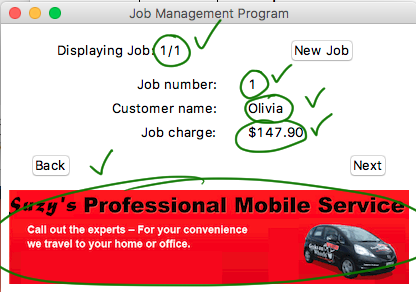 Job Management Program
Displaying Job: 1/1 New Job
Job number: 1
Customer name: Olivia
Job charge: $147.90
Back Next
Suzy's Professional Mobile Service
Call out the experts – For your convenience
we travel to your home or office.